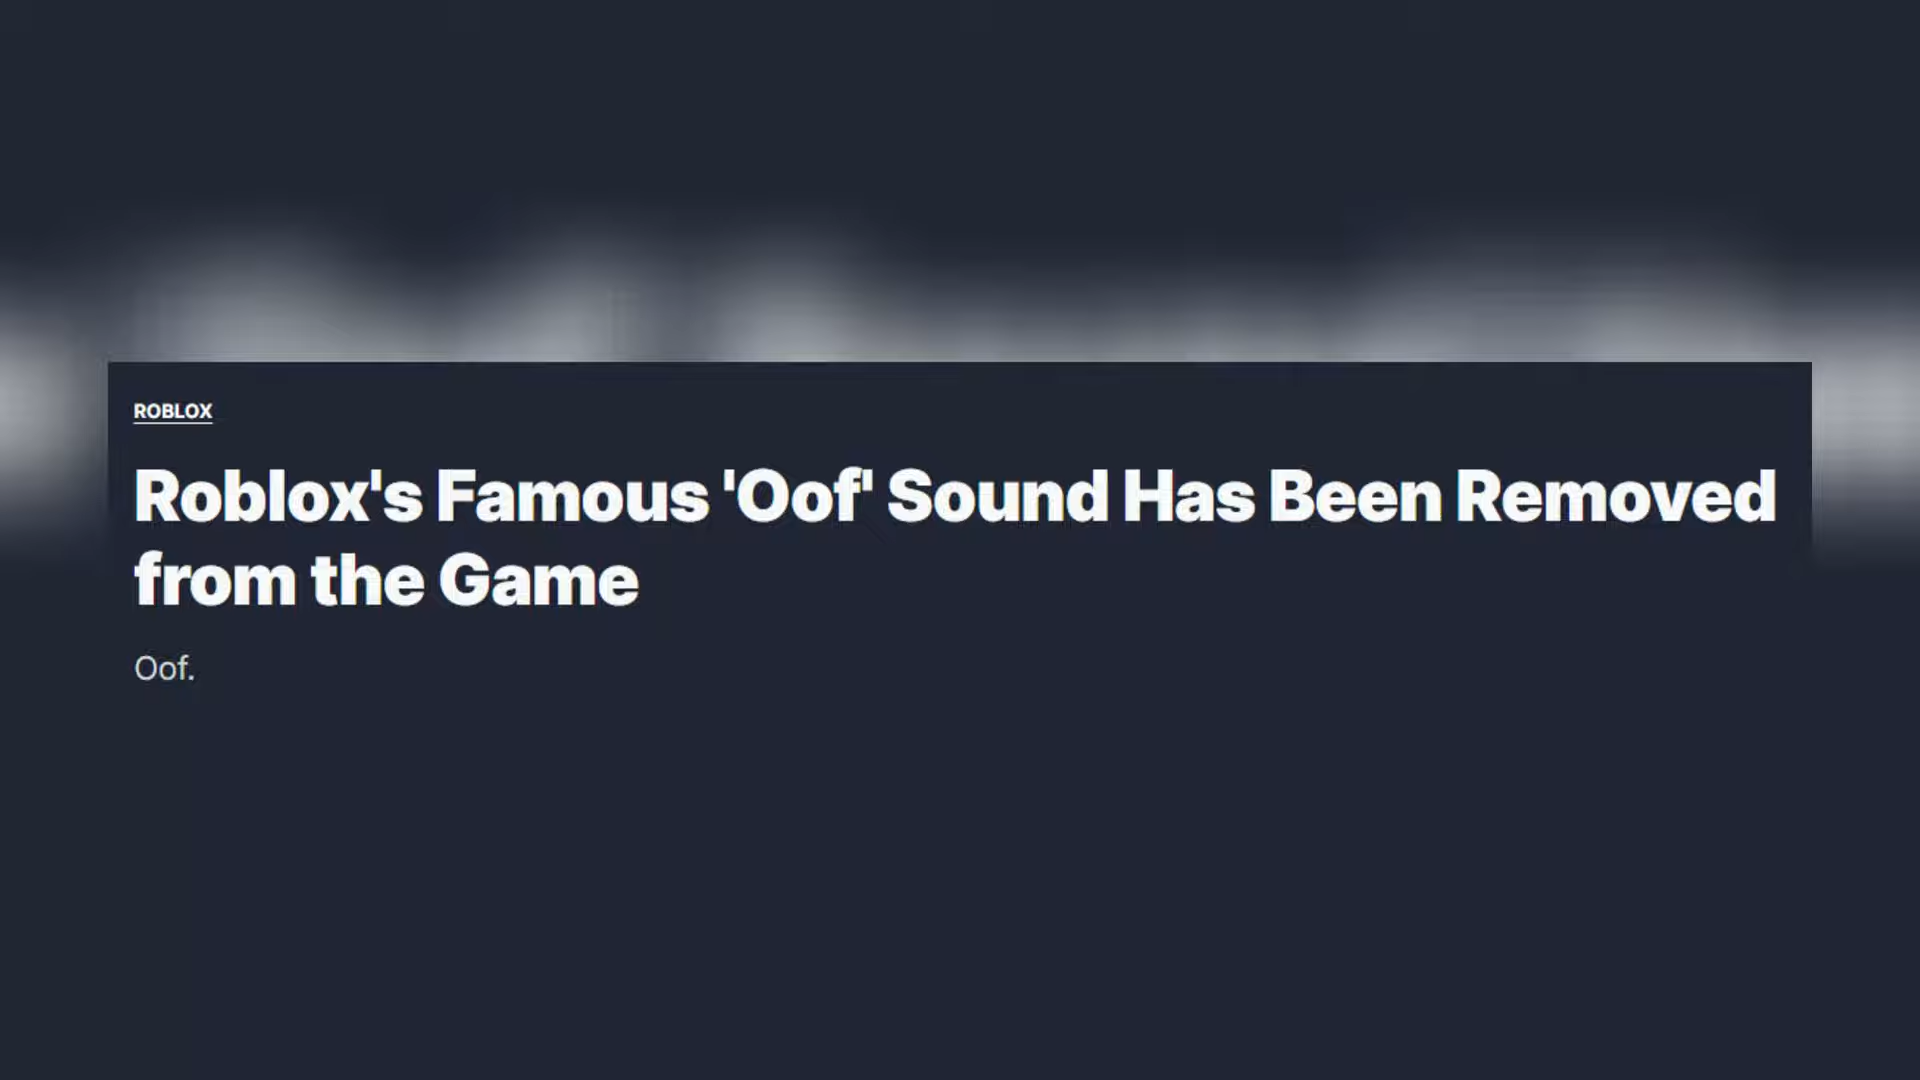 ROBLOX
Roblox's Famous 'Oof' Sound Has Been Removed
from the Game
Oof.